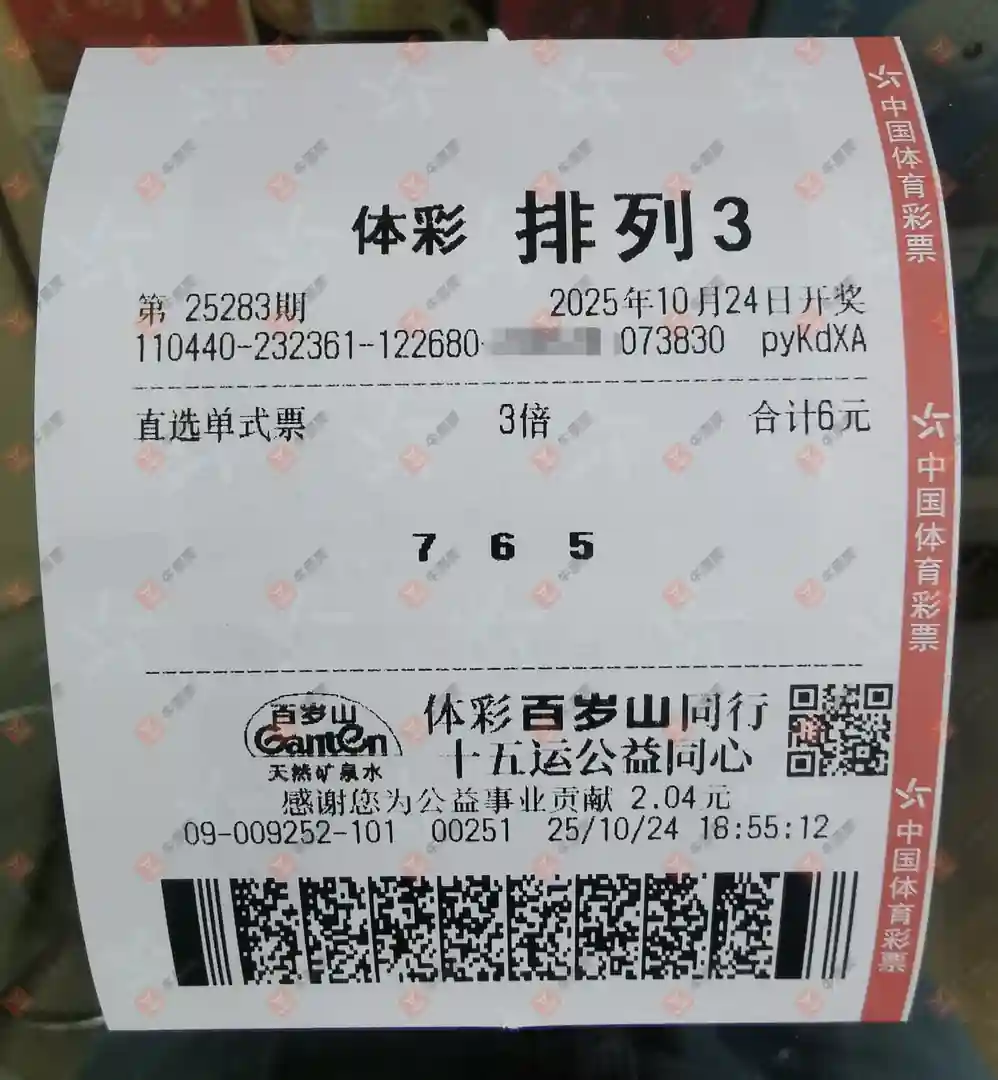 体彩 排列3
第 25283期 2025年10月24日开奖
110440-232361-122680- 073830 pyKdXA
直选单式票 3倍 合计6元
7 6 5
百岁山
Ganten
天然矿泉水
体彩百岁山同行
十五运公益同心
感谢您为公益事业贡献 2.04元
09-009252-101 00251 25/10/24 18:55:12
中国体育彩票
中国体育彩票
中国体育彩票